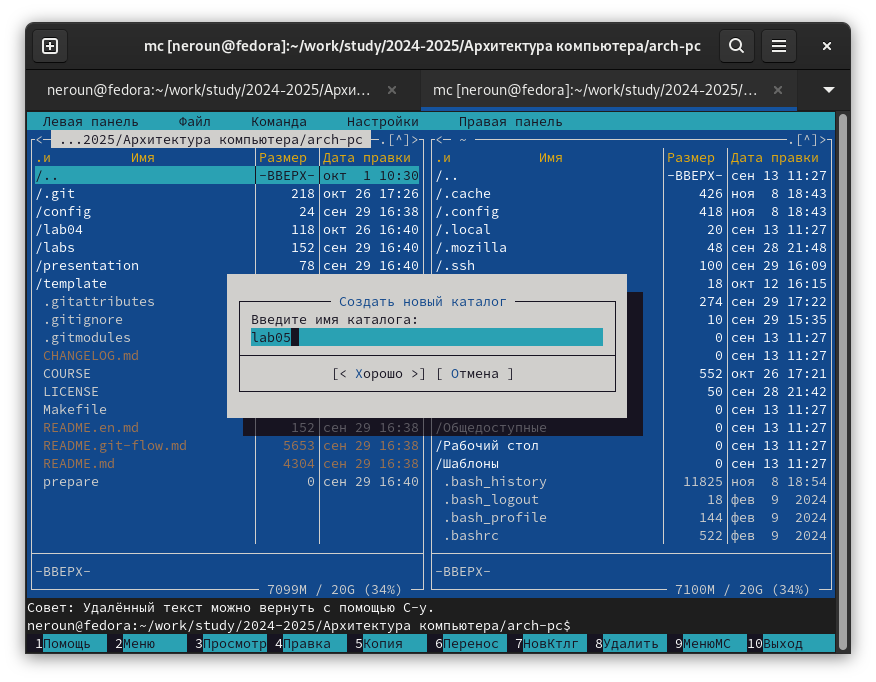 mc [neroun@fedora]:~/work/study/2024-2025/Архитектура компьютера/arch-pc
neroun@fedora:~/work/study/2024-2025/Архи… × mc [neroun@fedora]:~/work/study/2024-2025/… ×
Левая панель Файл Команда Настройки Правая панель
<─ ...2025/Архитектура компьютера/arch-pc ─.[^]> <─ ~ ─.[^]>
.и Имя Размер Дата правки .и Имя Размер Дата правки
/.. -ВВЕРХ- окт 1 10:30 /.. -ВВЕРХ- сен 13 11:27
/.git 218 окт 26 17:26 /.cache 426 ноя 8 18:43
/config 24 сен 29 16:38 /.config 418 ноя 8 18:43
/lab04 118 окт 26 16:40 /.local 20 сен 13 11:27
/labs 152 сен 29 16:40 /.mozilla 48 сен 28 21:48
/presentation 78 сен 29 16:40 /.ssh 100 сен 29 16:09
/template 18 окт 12 16:15
.gitattributes Создать новый каталог 274 сен 29 17:22
.gitignore Введите имя каталога: 10 сен 29 15:35
.gitmodules lab05 0 сен 13 11:27
CHANGELOG.md 0 сен 13 11:27
COURSE [< Хорошо >] [ Отмена ] 552 окт 26 17:21
LICENSE 50 сен 28 21:42
Makefile 0 сен 13 11:27
README.en.md 152 сен 29 16:38 /Общедоступные 0 сен 13 11:27
README.git-flow.md 5653 сен 29 16:38 /Рабочий стол 0 сен 13 11:27
README.md 4304 сен 29 16:38 /Шаблоны 0 сен 13 11:27
prepare 0 сен 29 16:40 .bash_history 11825 ноя 8 18:54
.bash_logout 18 фев 9 2024
.bash_profile 144 фев 9 2024
.bashrc 522 фев 9 2024
-ВВЕРХ- -ВВЕРХ-
7099M / 20G (34%) 7100M / 20G (34%)
Совет: Удалённый текст можно вернуть с помощью C-y.
neroun@fedora:~/work/study/2024-2025/Архитектура компьютера/arch-pc$
1Помощь 2Меню 3Просмотр 4Правка 5Копия 6Перенос 7НовКтлг 8Удалить 9МенюMC 10Выход